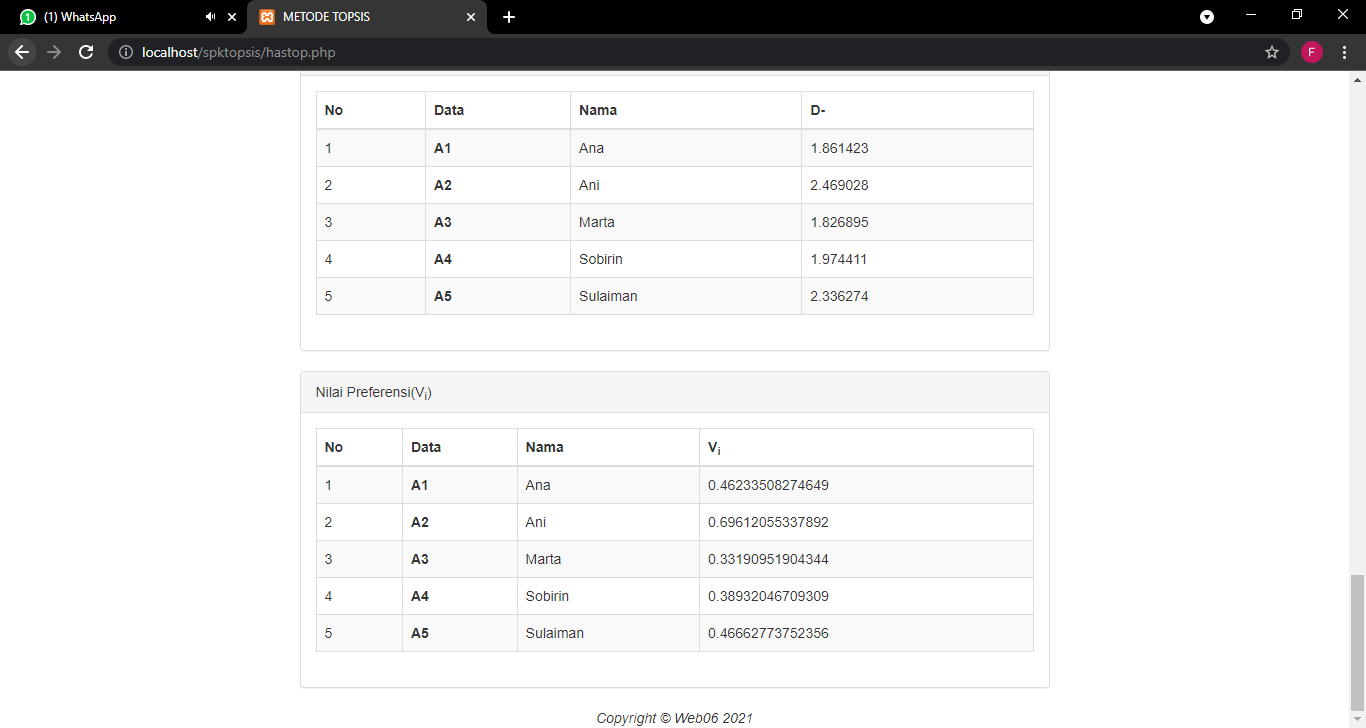 (1) WhatsApp
METODE TOPSIS
localhost/spktopsis/hastop.php
F
No Data Nama D-
1 A1 Ana 1.861423
2 A2 Ani 2.469028
3 A3 Marta 1.826895
4 A4 Sobirin 1.974411
5 A5 Sulaiman 2.336274
Nilai Preferensi(Vi)
No Data Nama Vi
1 A1 Ana 0.46233508274649
2 A2 Ani 0.69612055337892
3 A3 Marta 0.33190951904344
4 A4 Sobirin 0.38932046709309
5 A5 Sulaiman 0.46662773752356
Copyright © Web06 2021